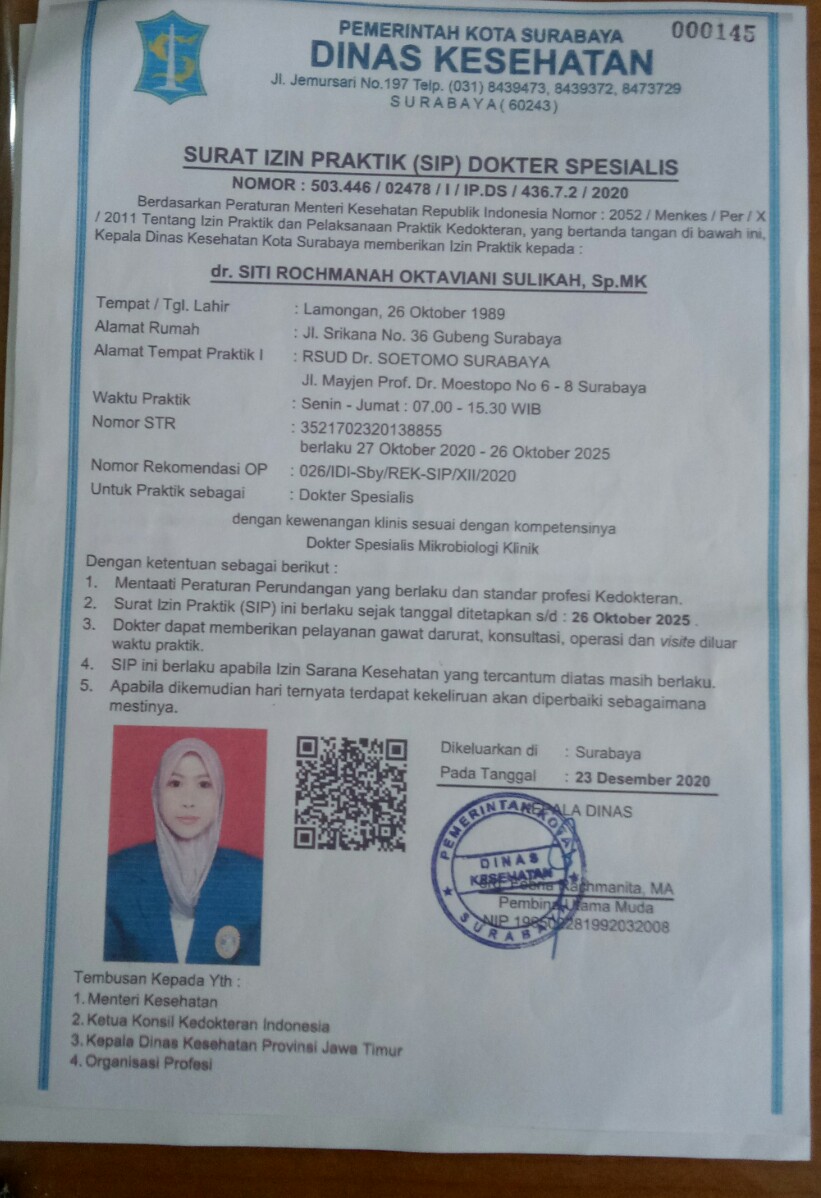 PEMERINTAH KOTA SURABAYA
000145
DINAS KESEHATAN
Jl. Jemursari No.197 Telp. (031) 8439473, 8439372, 8473729
SURABAYA (60243)
SURAT IZIN PRAKTIK (SIP) DOKTER SPESIALIS
NOMOR : 503.446 / 02478 / I / IP.DS / 436.7.2 / 2020
Berdasarkan Peraturan Menteri Kesehatan Republik Indonesia Nomor : 2052 / Menkes / Per / X
/ 2011 Tentang Izin Praktik dan Pelaksanaan Praktik Kedokteran, yang bertanda tangan di bawah ini,
Kepala Dinas Kesehatan Kota Surabaya memberikan Izin Praktik kepada :
dr. SITI ROCHMANAH OKTAVIANI SULIKAH, Sp.MK
Tempat / Tgl. Lahir : Lamongan, 26 Oktober 1989
Alamat Rumah : Jl. Srikana No. 36 Gubeng Surabaya
Alamat Tempat Praktik I : RSUD Dr. SOETOMO SURABAYA
Jl. Mayjen Prof. Dr. Moestopo No 6 - 8 Surabaya
Waktu Praktik : Senin - Jumat : 07.00 - 15.30 WIB
Nomor STR : 3521702320138855
berlaku 27 Oktober 2020 - 26 Oktober 2025
Nomor Rekomendasi OP : 026/IDI-Sby/REK-SIP/XII/2020
Untuk Praktik sebagai : Dokter Spesialis
dengan kewenangan klinis sesuai dengan kompetensinya
Dokter Spesialis Mikrobiologi Klinik
Dengan ketentuan sebagai berikut :
1. Mentaati Peraturan Perundangan yang berlaku dan standar profesi Kedokteran.
2. Surat Izin Praktik (SIP) ini berlaku sejak tanggal ditetapkan s/d : 26 Oktober 2025 .
3. Dokter dapat memberikan pelayanan gawat darurat, konsultasi, operasi dan visite diluar
waktu praktik.
4. SIP ini berlaku apabila Izin Sarana Kesehatan yang tercantum diatas masih berlaku.
5. Apabila dikemudian hari ternyata terdapat kekeliruan akan diperbaiki sebagaimana
mestinya.
Dikeluarkan di : Surabaya
Pada Tanggal : 23 Desember 2020
KEPALA DINAS
PEMERINTAH KOTA
DINAS
KESEHATAN
SURABAYA
Rachmanita, MA
Pembina Utama Muda
NIP
Tembusan Kepada Yth :
1. Menteri Kesehatan
2. Ketua Konsil Kedokteran Indonesia
3. Kepala Dinas Kesehatan Provinsi Jawa Timur
4. Organisasi Profesi